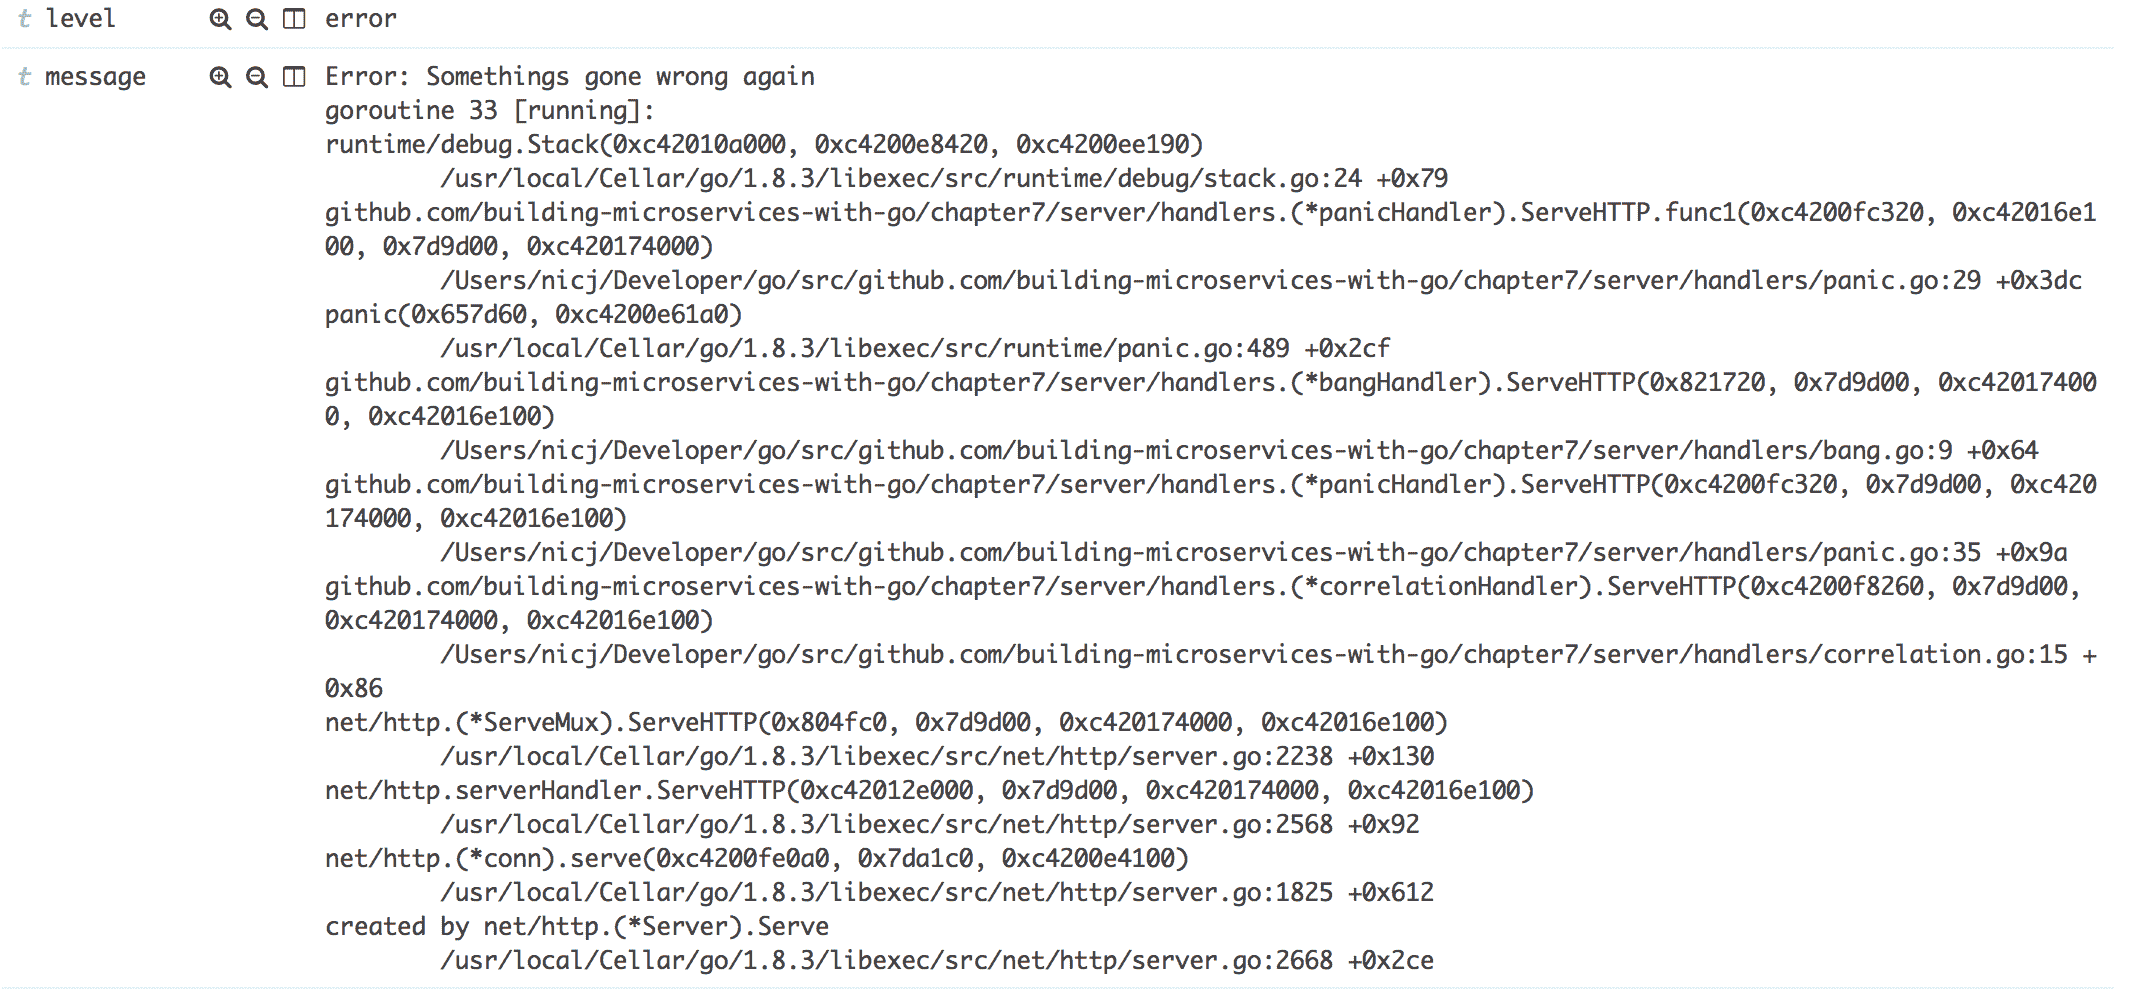 t level error
t message Error: Somethings gone wrong again
goroutine 33 [running]:
runtime/debug.Stack(0xc42010a000, 0xc4200e8420, 0xc4200ee190)
/usr/local/Cellar/go/1.8.3/libexec/src/runtime/debug/stack.go:24 +0x79
github.com/building-microservices-with-go/chapter7/server/handlers.(*panicHandler).ServeHTTP.func1(0xc4200fc320, 0xc42016e1
00, 0x7d9d00, 0xc420174000)
/Users/nicj/Developer/go/src/github.com/building-microservices-with-go/chapter7/server/handlers/panic.go:29 +0x3dc
panic(0x657d60, 0xc4200e61a0)
/usr/local/Cellar/go/1.8.3/libexec/src/runtime/panic.go:489 +0x2cf
github.com/building-microservices-with-go/chapter7/server/handlers.(*bangHandler).ServeHTTP(0x821720, 0x7d9d00, 0xc42017400
0, 0xc42016e100)
/Users/nicj/Developer/go/src/github.com/building-microservices-with-go/chapter7/server/handlers/bang.go:9 +0x64
github.com/building-microservices-with-go/chapter7/server/handlers.(*panicHandler).ServeHTTP(0xc4200fc320, 0x7d9d00, 0xc420
174000, 0xc42016e100)
/Users/nicj/Developer/go/src/github.com/building-microservices-with-go/chapter7/server/handlers/panic.go:35 +0x9a
github.com/building-microservices-with-go/chapter7/server/handlers.(*correlationHandler).ServeHTTP(0xc4200f8260, 0x7d9d00,
0xc420174000, 0xc42016e100)
/Users/nicj/Developer/go/src/github.com/building-microservices-with-go/chapter7/server/handlers/correlation.go:15 +
0x86
net/http.(*ServeMux).ServeHTTP(0x804fc0, 0x7d9d00, 0xc420174000, 0xc42016e100)
/usr/local/Cellar/go/1.8.3/libexec/src/net/http/server.go:2238 +0x130
net/http.serverHandler.ServeHTTP(0xc42012e000, 0x7d9d00, 0xc420174000, 0xc42016e100)
/usr/local/Cellar/go/1.8.3/libexec/src/net/http/server.go:2568 +0x92
net/http.(*conn).serve(0xc4200fe0a0, 0x7da1c0, 0xc4200e4100)
/usr/local/Cellar/go/1.8.3/libexec/src/net/http/server.go:1825 +0x612
created by net/http.(*Server).Serve
/usr/local/Cellar/go/1.8.3/libexec/src/net/http/server.go:2668 +0x2ce